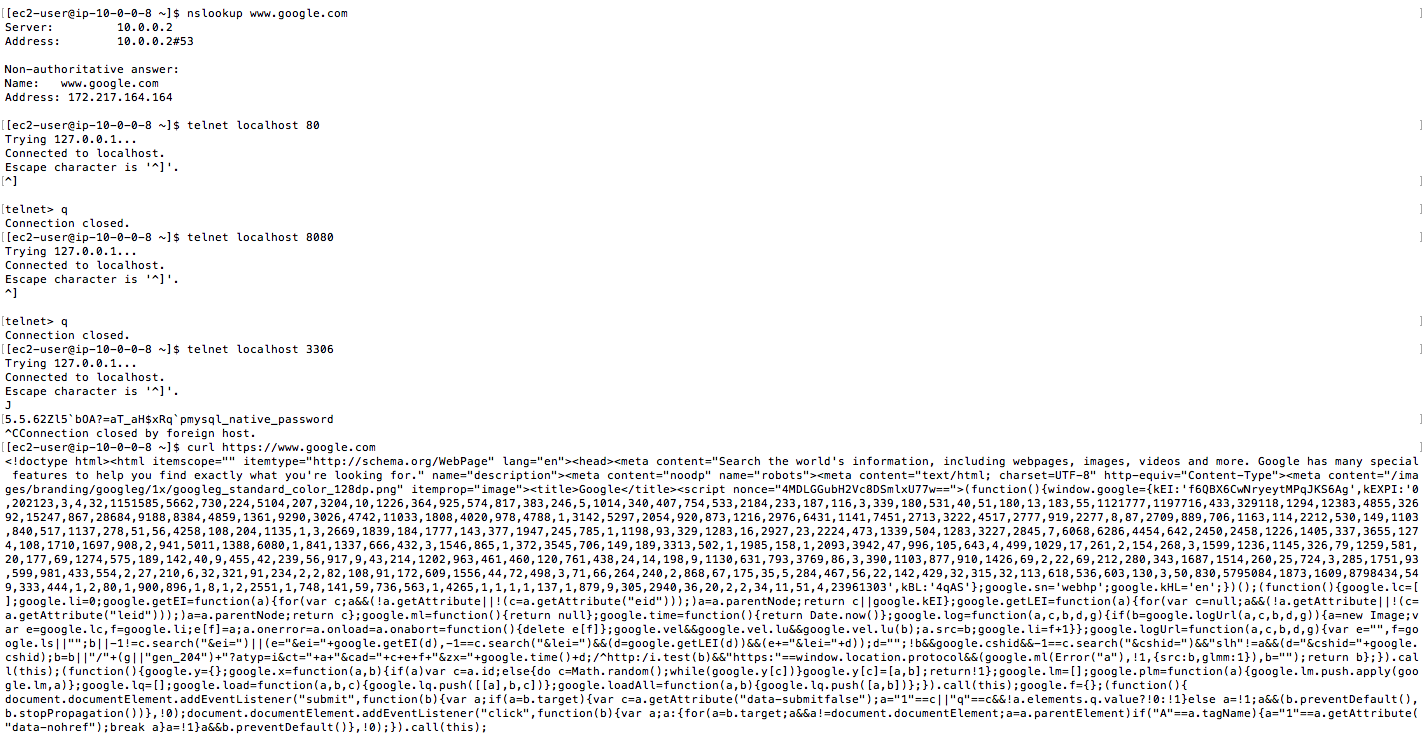 [[ec2-user@ip-10-0-0-8 ~]$ nslookup www.google.com ]
Server: 10.0.0.2
Address: 10.0.0.2#53
Non-authoritative answer:
Name: www.google.com
Address: 172.217.164.164
[[ec2-user@ip-10-0-0-8 ~]$ telnet localhost 80 ]
Trying 127.0.0.1...
Connected to localhost.
Escape character is '^]'.
[^] ]
[telnet> q ]
Connection closed.
[[ec2-user@ip-10-0-0-8 ~]$ telnet localhost 8080 ]
Trying 127.0.0.1...
Connected to localhost.
Escape character is '^]'.
^]
[telnet> q ]
Connection closed.
[[ec2-user@ip-10-0-0-8 ~]$ telnet localhost 3306 ]
Trying 127.0.0.1...
Connected to localhost.
Escape character is '^]'.
J
[5.5.62Zl5`bOA?=aT_aH$xRq`pmysql_native_password ]
^CConnection closed by foreign host.
[[ec2-user@ip-10-0-0-8 ~]$ curl https://www.google.com ]
<!doctype html><html itemscope="" itemtype="http://schema.org/WebPage" lang="en"><head><meta content="Search the world's information, including webpages, images, videos and more. Google has many special
features to help you find exactly what you're looking for." name="description"><meta content="noodp" name="robots"><meta content="text/html; charset=UTF-8" http-equiv="Content-Type"><meta content="/ima
ges/branding/googleg/1x/googleg_standard_color_128dp.png" itemprop="image"><title>Google</title><script nonce="4MDLGGubH2Vc8DSmlxU77w==">(function(){window.google={kEI:'f6QBX6CwNryeytMPqJKS6Ag',kEXPI:'0
,202123,3,4,32,1151585,5662,730,224,5104,207,3204,10,1226,364,925,574,817,383,246,5,1014,340,407,754,533,2184,233,187,116,3,339,180,531,40,51,180,13,183,55,1121777,1197716,433,329118,1294,12383,4855,326
92,15247,867,28684,9188,8384,4859,1361,9290,3026,4742,11033,1808,4020,978,4788,1,3142,5297,2054,920,873,1216,2976,6431,1141,7451,2713,3222,4517,2777,919,2277,8,87,2709,889,706,1163,114,2212,530,149,1103
,840,517,1137,278,51,56,4258,108,204,1135,1,3,2669,1839,184,1777,143,377,1947,245,785,1,1198,93,329,1283,16,2927,23,2224,473,1339,504,1283,3227,2845,7,6068,6286,4454,642,2450,2458,1226,1405,337,3655,127
4,108,1710,1697,908,2,941,5011,1388,6080,1,841,1337,666,432,3,1546,865,1,372,3545,706,149,189,3313,502,1,1985,158,1,2093,3942,47,996,105,643,4,499,1029,17,261,2,154,268,3,1599,1236,1145,326,79,1259,581,
20,177,69,1274,575,189,142,40,9,455,42,239,56,917,9,43,214,1202,963,461,460,120,761,438,24,14,198,9,1130,631,793,3769,86,3,390,1103,877,910,1426,69,2,22,69,212,280,343,1687,1514,260,25,724,3,285,1751,93
,599,981,433,554,2,27,210,6,32,321,91,234,2,2,82,108,91,172,609,1556,44,72,498,3,71,66,264,240,2,868,67,175,35,5,284,467,56,22,142,429,32,315,32,113,618,536,603,130,3,50,830,5795084,1873,1609,8798434,54
9,333,444,1,2,80,1,900,896,1,8,1,2,2551,1,748,141,59,736,563,1,4265,1,1,1,1,137,1,879,9,305,2940,36,20,2,2,34,11,51,4,23961303',kBL:'4qAS'};google.sn='webhp';google.kHL='en';})();(function(){google.lc=[
];google.li=0;google.getEI=function(a){for(var c;a&&(!a.getAttribute||!(c=a.getAttribute("eid")));)a=a.parentNode;return c||google.kEI};google.getLEI=function(a){for(var c=null;a&&(!a.getAttribute||!(c=
a.getAttribute("leid")));)a=a.parentNode;return c};google.ml=function(){return null};google.time=function(){return Date.now()};google.log=function(a,c,b,d,g){if(b=google.logUrl(a,c,b,d,g)){a=new Image;v
ar e=google.lc,f=google.li;e[f]=a;a.onerror=a.onload=a.onabort=function(){delete e[f]};google.vel&&google.vel.lu&&google.vel.lu(b);a.src=b;google.li=f+1}};google.logUrl=function(a,c,b,d,g){var e="",f=goo
gle.ls||"";b||-1!=c.search("&ei=")||(e="&ei="+google.getEI(d),-1==c.search("&lei=")&&(d=google.getLEI(d))&&(e+="&lei="+d));d="";!b&&google.cshid&&-1==c.search("&cshid=")&&"slh"!=a&&(d="&cshid="+google.
cshid);b=b||"/"+(g||"gen_204")+"?atyp=i&ct="+a+"&cad="+c+e+f+"&zx="+google.time()+d;/^http:/i.test(b)&&"https:"==window.location.protocol&&(google.ml(Error("a"),!1,{src:b,glmm:1}),b="");return b};}).cal
l(this);(function(){google.y={};google.x=function(a,b){if(a)var c=a.id;else{do c=Math.random();while(google.y[c])}google.y[c]=[a,b];return!1};google.lm=[];google.plm=function(a){google.lm.push.apply(goo
gle.lm,a)};google.lq=[];google.load=function(a,b,c){google.lq.push([[a],b,c])};google.loadAll=function(a,b){google.lq.push([a,b])};}).call(this);google.f={};(function(){
document.documentElement.addEventListener("submit",function(b){var a;if(a=b.target){var c=a.getAttribute("data-submitfalse");a="1"==c||"q"==c&&!a.elements.q.value?!0:!1}else a=!1;a&&(b.preventDefault(),
b.stopPropagation())},!0);document.documentElement.addEventListener("click",function(b){var a;a:{for(a=b.target;a&&a!=document.documentElement;a=a.parentElement)if("A"==a.tagName){a="1"==a.getAttribute(
"data-nohref");break a}a=!1}a&&b.preventDefault()},!0);}).call(this);